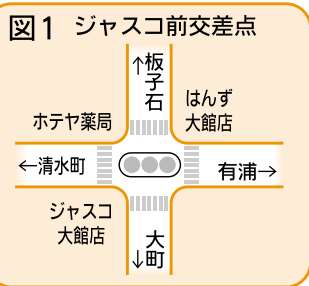 図1 ジャスコ前交差点
↑板子石
はんず
大館店
ホテヤ薬局
←清水町
有浦→
ジャスコ
大館店
大町↓